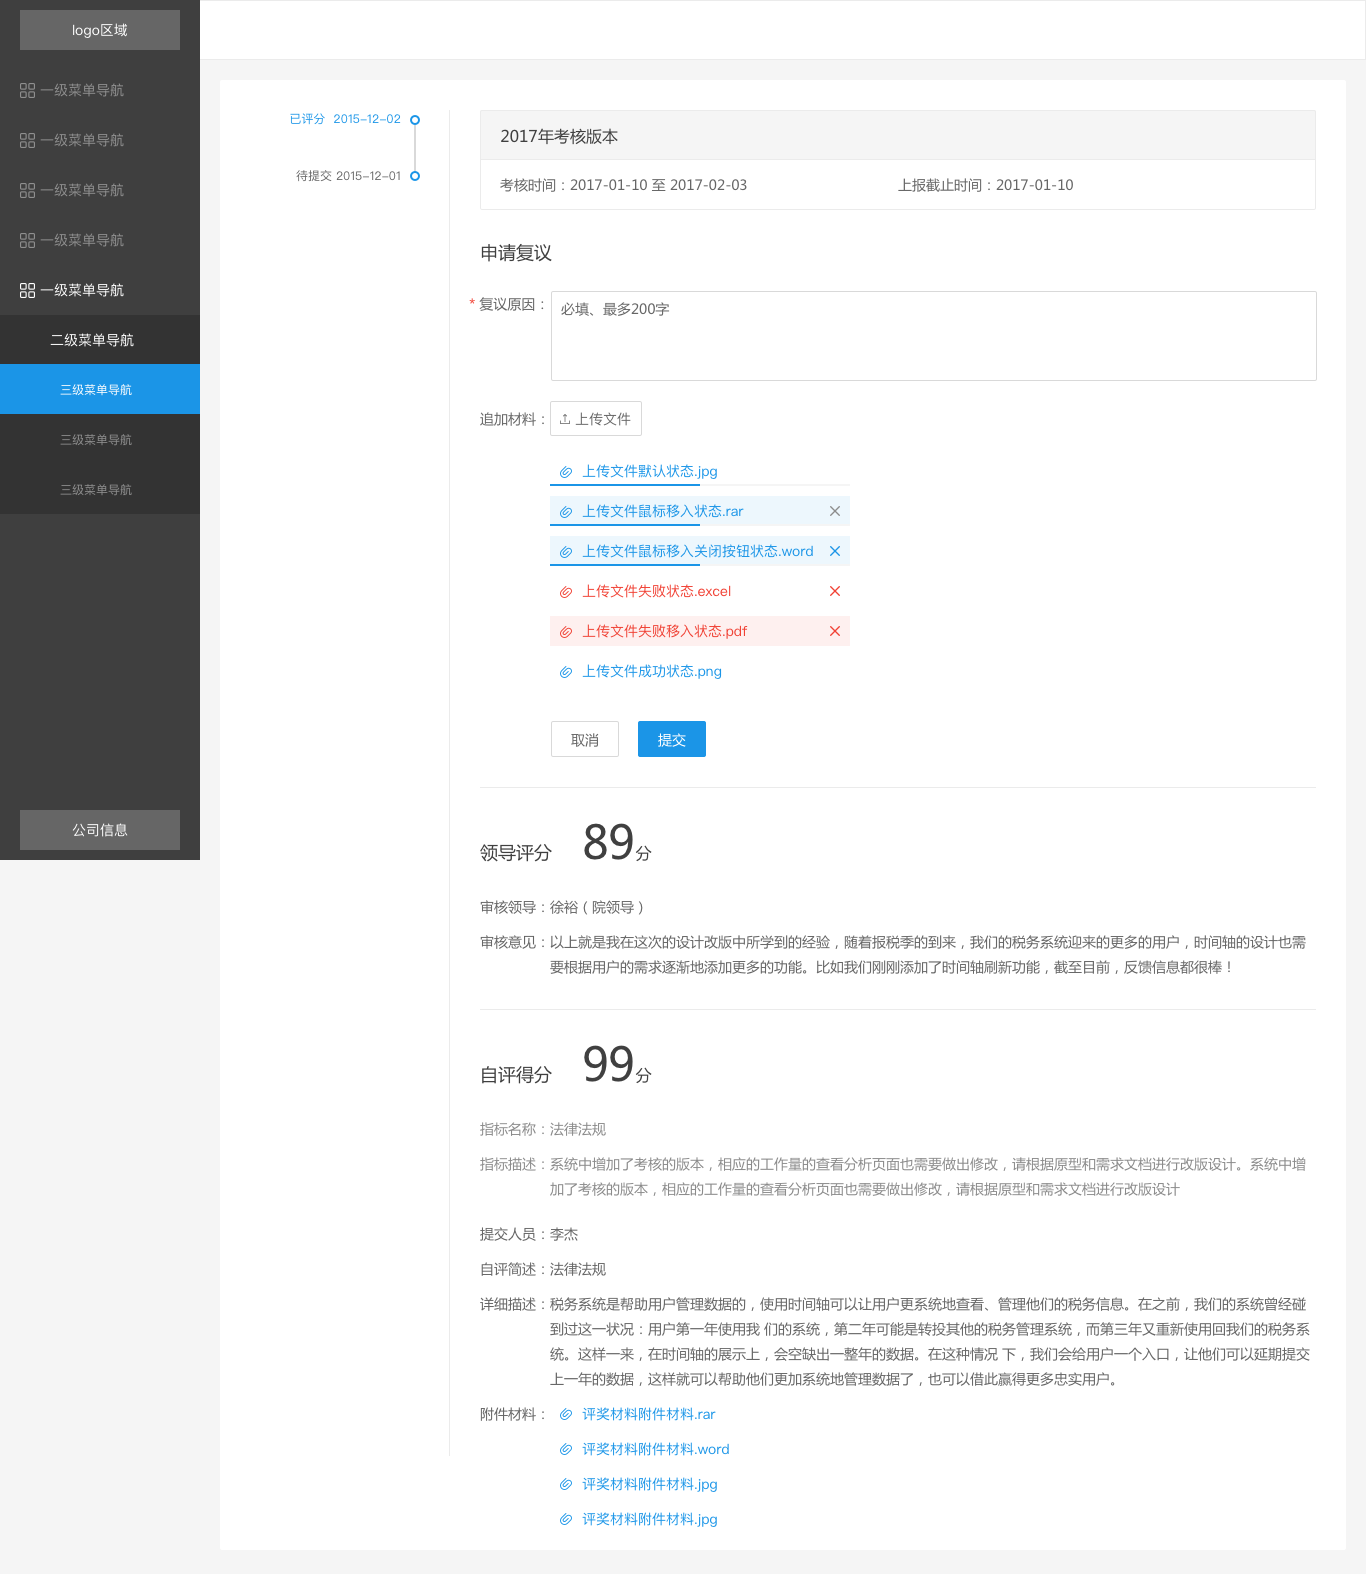 logo区域
一级菜单导航
一级菜单导航
一级菜单导航
一级菜单导航
一级菜单导航
二级菜单导航
三级菜单导航
三级菜单导航
三级菜单导航
公司信息
已评分 2015-12-02
待提交 2015-12-01
2017年考核版本
考核时间：2017-01-10 至 2017-02-03
上报截止时间：2017-01-10
申请复议
* 复议原因：
必填、最多200字
追加材料：
上传文件
上传文件默认状态.jpg
上传文件鼠标移入状态.rar
上传文件鼠标移入关闭按钮状态.word
上传文件失败状态.excel
上传文件失败移入状态.pdf
上传文件成功状态.png
取消
提交
领导评分 89分
审核领导：徐裕（院领导）
审核意见：以上就是我在这次的设计改版中所学到的经验，随着报税季的到来，我们的税务系统迎来的更多的用户，时间轴的设计也需
要根据用户的需求逐渐地添加更多的功能。比如我们刚刚添加了时间轴刷新功能，截至目前，反馈信息都很棒！
自评得分 99分
指标名称：法律法规
指标描述：系统中增加了考核的版本，相应的工作量的查看分析页面也需要做出修改，请根据原型和需求文档进行改版设计。系统中增
加了考核的版本，相应的工作量的查看分析页面也需要做出修改，请根据原型和需求文档进行改版设计
提交人员：李杰
自评简述：法律法规
详细描述：税务系统是帮助用户管理数据的，使用时间轴可以让用户更系统地查看、管理他们的税务信息。在之前，我们的系统曾经碰
到过这一状况：用户第一年使用我 们的系统，第二年可能是转投其他的税务管理系统，而第三年又重新使用回我们的税务系
统。这样一来，在时间轴的展示上，会空缺出一整年的数据。在这种情况 下，我们会给用户一个入口，让他们可以延期提交
上一年的数据，这样就可以帮助他们更加系统地管理数据了，也可以借此赢得更多忠实用户。
附件材料：
评奖材料附件材料.rar
评奖材料附件材料.word
评奖材料附件材料.jpg
评奖材料附件材料.jpg